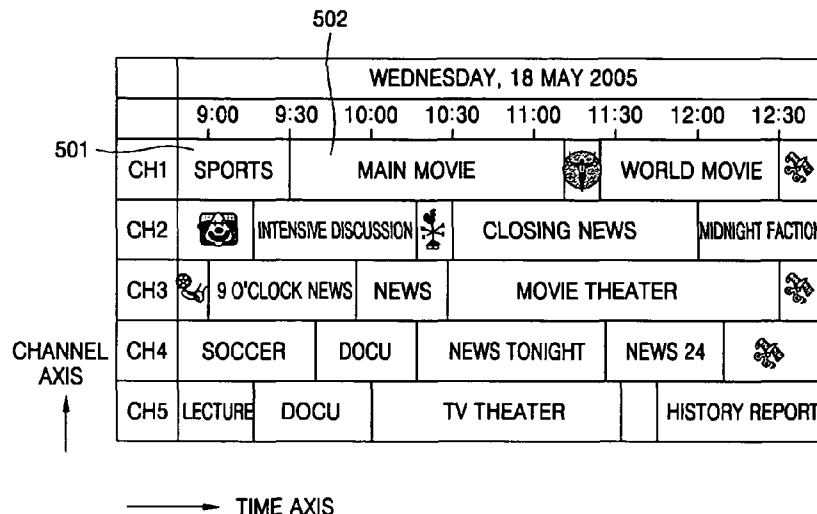 502
WEDNESDAY, 18 MAY 2005
9:00 9:30 10:00 10:30 11:00 11:30 12:00 12:30
501
CH1 SPORTS MAIN MOVIE WORLD MOVIE
CH2 INTENSIVE DISCUSSION CLOSING NEWS MIDNIGHT FACTION
CH3 9 O'CLOCK NEWS NEWS MOVIE THEATER
CHANNEL AXIS
CH4 SOCCER DOCU NEWS TONIGHT NEWS 24
CH5 LECTURE DOCU TV THEATER HISTORY REPORT
TIME AXIS